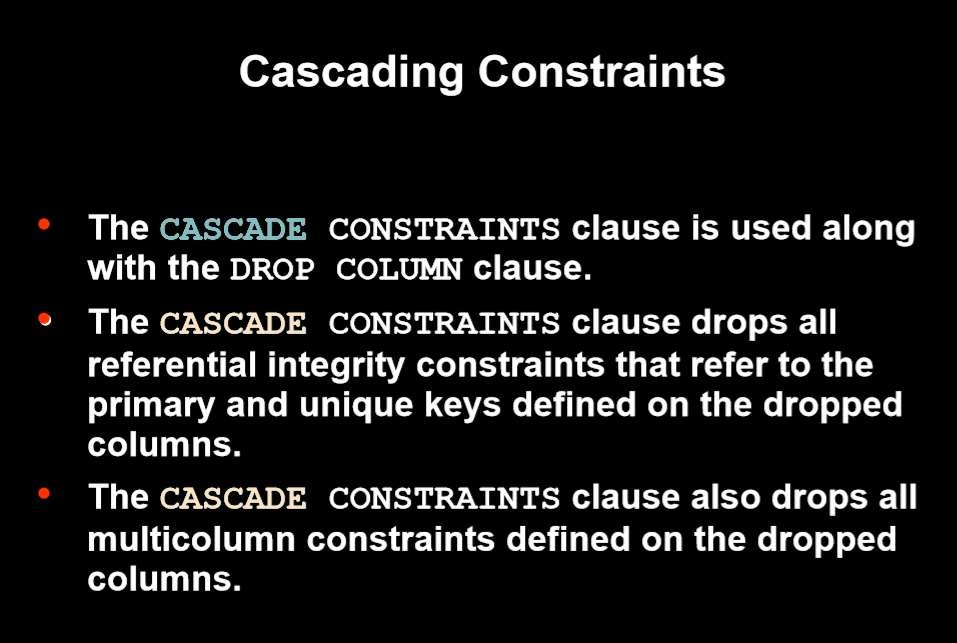 Cascading Constraints
• The CASCADE CONSTRAINTS clause is used along
with the DROP COLUMN clause.
• The CASCADE CONSTRAINTS clause drops all
referential integrity constraints that refer to the
primary and unique keys defined on the dropped
columns.
• The CASCADE CONSTRAINTS clause also drops all
multicolumn constraints defined on the dropped
columns.